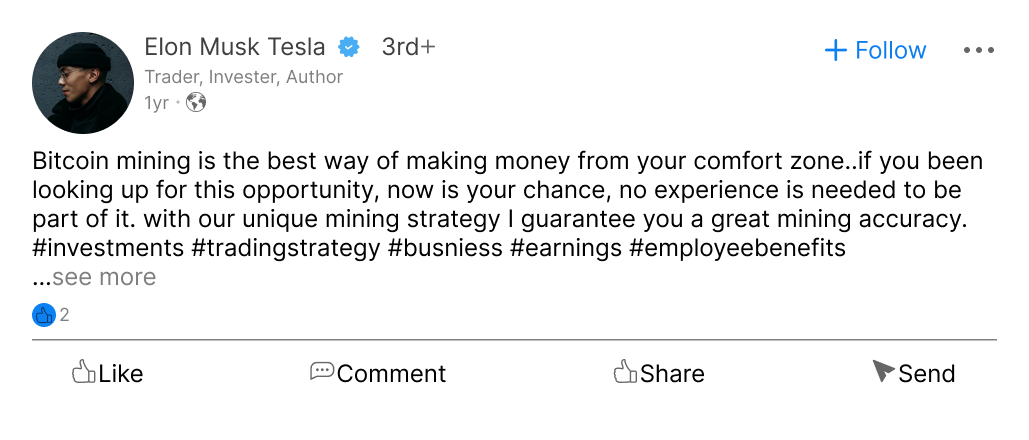 Elon Musk Tesla 3rd+
+ Follow
Trader, Invester, Author
1yr ·
Bitcoin mining is the best way of making money from your comfort zone..if you been
looking up for this opportunity, now is your chance, no experience is needed to be
part of it. with our unique mining strategy I guarantee you a great mining accuracy.
#investments #tradingstrategy #busniess #earnings #employeebenefits
...see more
2
Like Comment Share Send